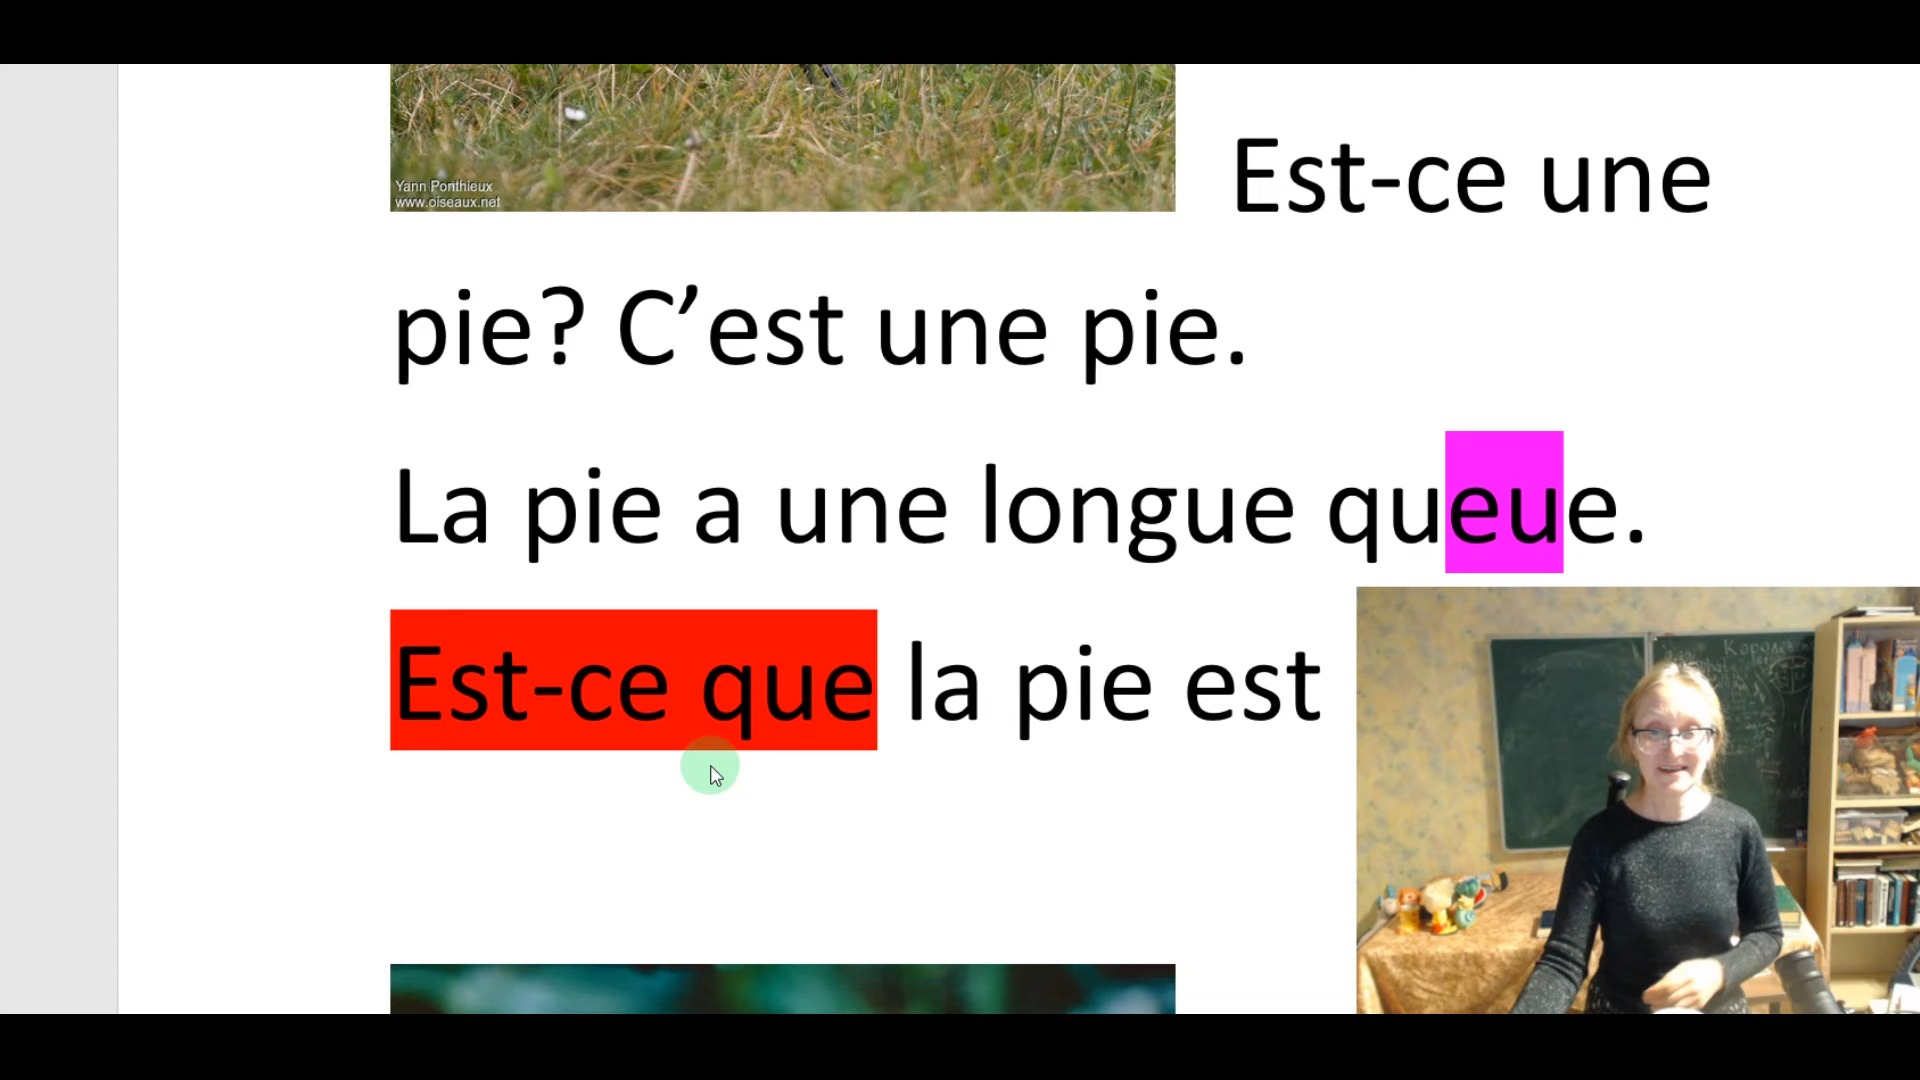 Yann Ponthieux
www.oiseaux.net
Est-ce une
pie? C’est une pie.
La pie a une longue queue.
Est-ce que la pie est